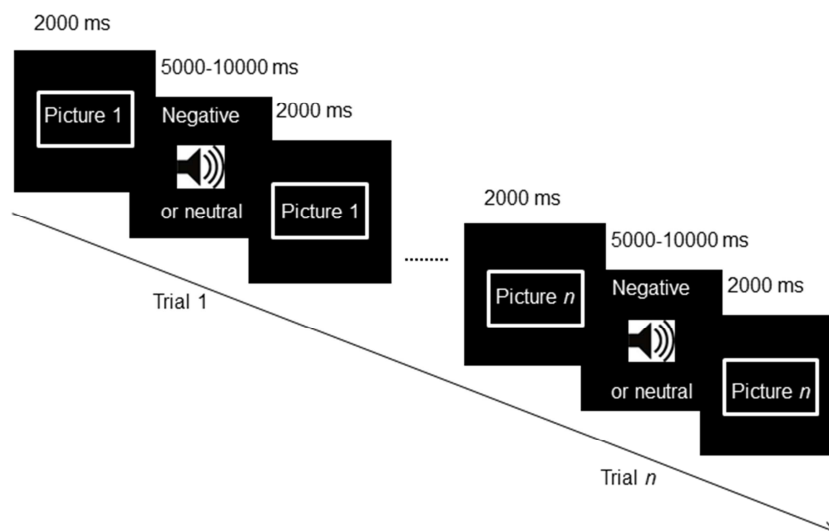 2000 ms
5000-10000 ms
Picture 1
Negative
2000 ms
or neutral
Picture 1
.........
Trial 1
2000 ms
5000-10000 ms
Picture n
Negative
2000 ms
or neutral
Picture n
Trial n